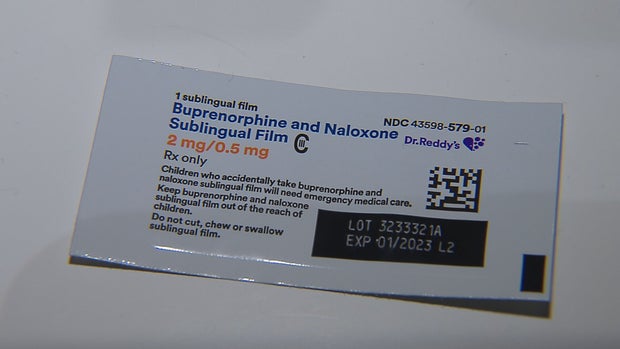 1 sublingual film
Buprenorphine and Naloxone
Sublingual Film CIII
2 mg/0.5 mg
Rx only
NDC 43598-579-01
Dr.Reddy's
Children who accidentally take buprenorphine and
naloxone sublingual film will need emergency medical care.
Keep buprenorphine and naloxone
sublingual film out of the reach of
children.
Do not cut, chew or swallow
sublingual film.
LOT 3233321A
EXP 01/2023 L2